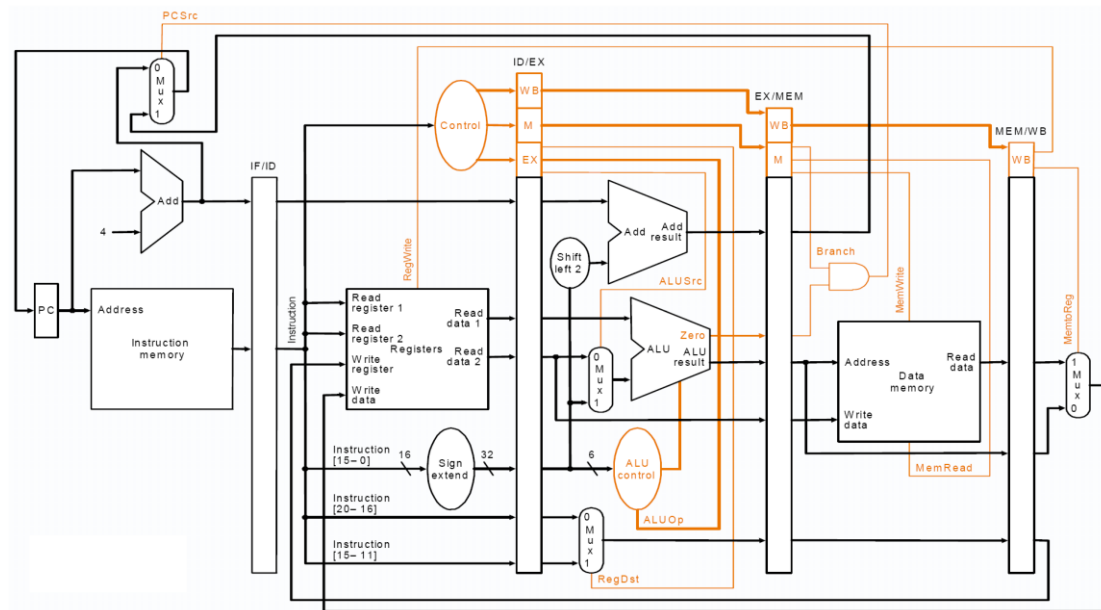 PCSrc
0
M
u
x
1
ID/EX
WB
M
EX
Control
EX/MEM
WB
M
MEM/WB
WB
IF/ID
Add
4
RegWrite
Shift
left 2
Add
Add
result
ALUSrc
Branch
MemWrite
MemtoReg
PC
Address
Instruction
memory
Instruction
Read
register 1
Read
register 2
Write
register
Write
data
Registers
Read
data 1
Read
data 2
0
M
u
x
1
Zero
ALU
ALU
result
Address
Write
data
Data
memory
Read
data
1
M
u
x
0
MemRead
Instruction
[15–0]
16
Sign
extend
32
6
ALU
control
ALUOp
Instruction
[20–16]
Instruction
[15–11]
0
M
u
x
1
RegDst